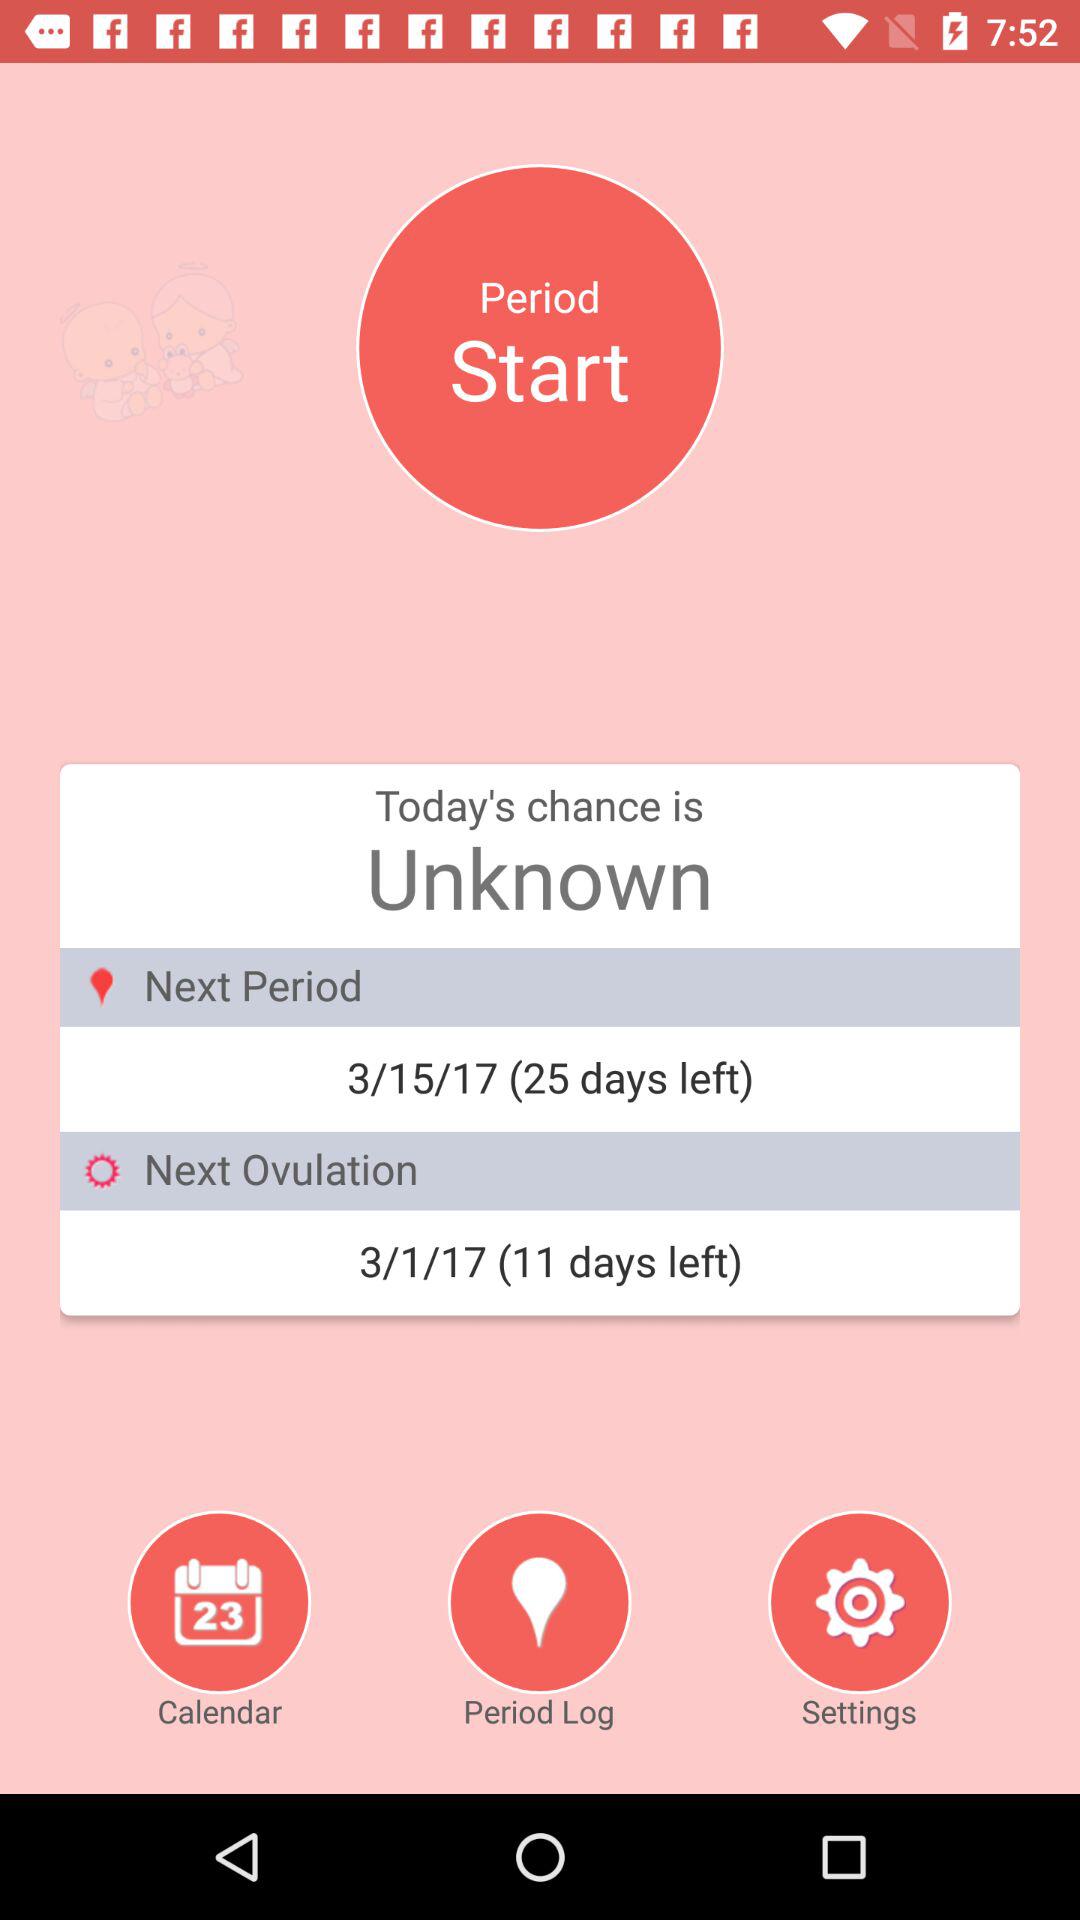 7:52
Period
Start
Today's chance is
Unknown
Next Period
3/15/17 (25 days left)
Next Ovulation
3/1/17 (11 days left)
23
Calendar
Period Log
Settings